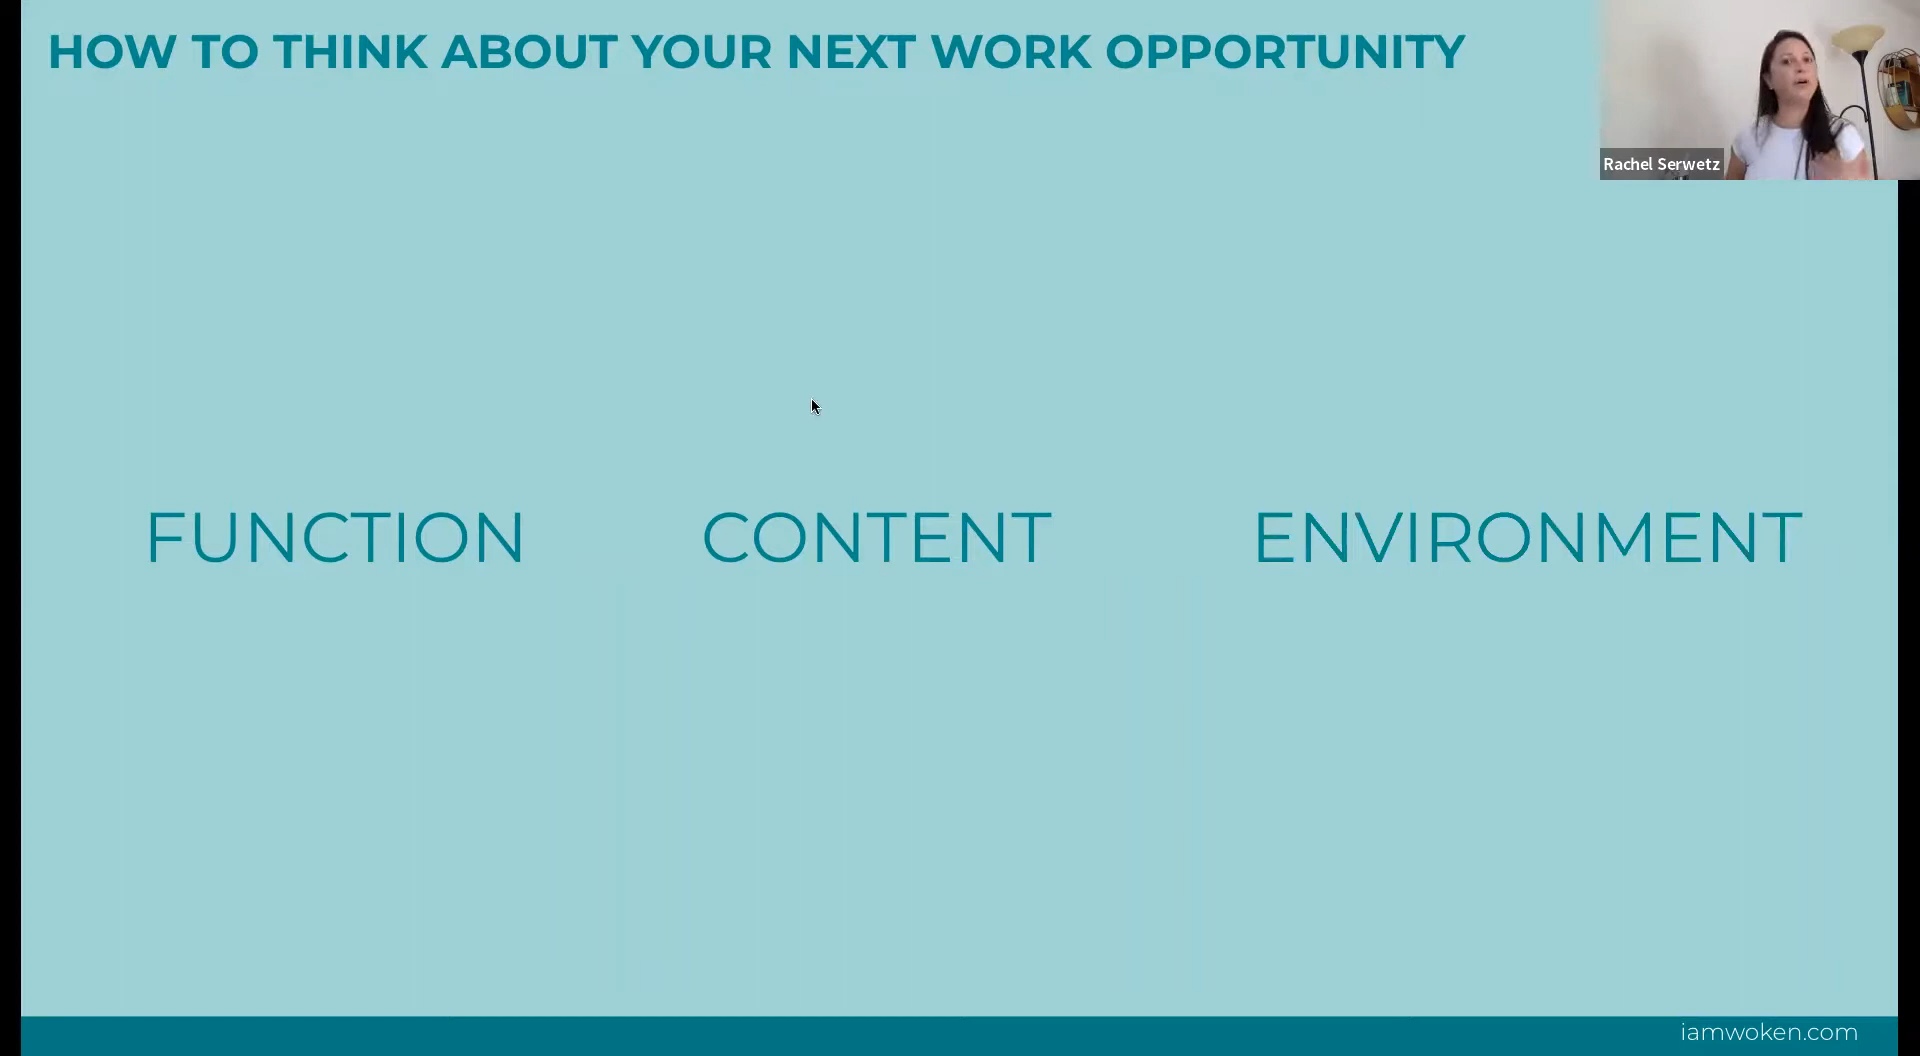 HOW TO THINK ABOUT YOUR NEXT WORK OPPORTUNITY
Rachel Serwetz
FUNCTION CONTENT ENVIRONMENT
iamwoken.com